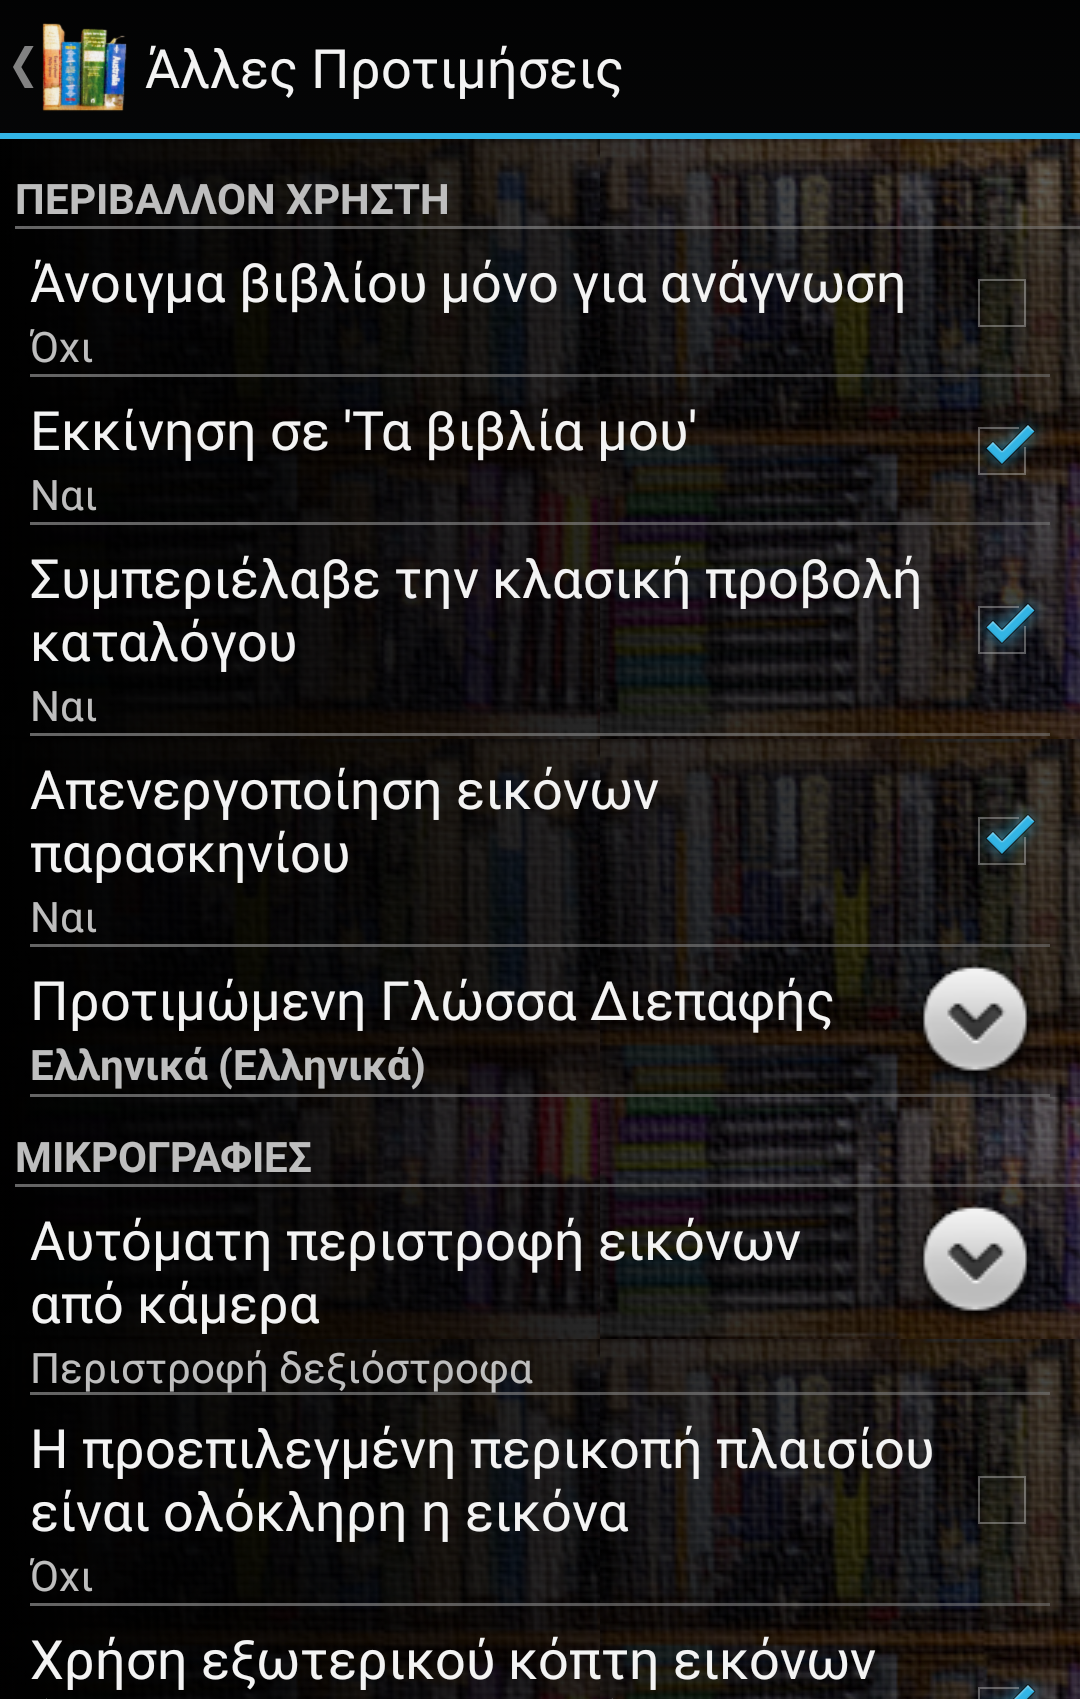 Άλλες Προτιμήσεις
ΠΕΡΙΒΑΛΛΟΝ ΧΡΗΣΤΗ
Άνοιγμα βιβλίου μόνο για ανάγνωση
Όχι
Εκκίνηση σε 'Τα βιβλία μου'
Ναι
Συμπεριέλαβε την κλασική προβολή
καταλόγου
Ναι
Απενεργοποίηση εικόνων
παρασκηνίου
Ναι
Προτιμώμενη Γλώσσα Διεπαφής
Ελληνικά (Ελληνικά)
ΜΙΚΡΟΓΡΑΦΙΕΣ
Αυτόματη περιστροφή εικόνων
από κάμερα
Περιστροφή δεξιόστροφα
Η προεπιλεγμένη περικοπή πλαισίου
είναι ολόκληρη η εικόνα
Όχι
Χρήση εξωτερικού κόπτη εικόνων